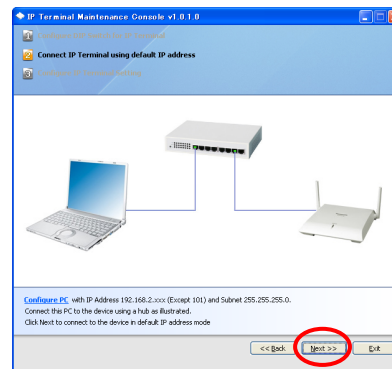 IP Terminal Maintenance Console v1.0.1.0
1
2 Connect IP Terminal using default IP address
3
Configure PC with IP Address 192.168.2.xxx (Except 101) and Subnet 255.255.255.0.
Connect this PC to the device using a hub as illustrated.
Click Next to connect to the device in default IP address mode
<< Back Next >> Exit